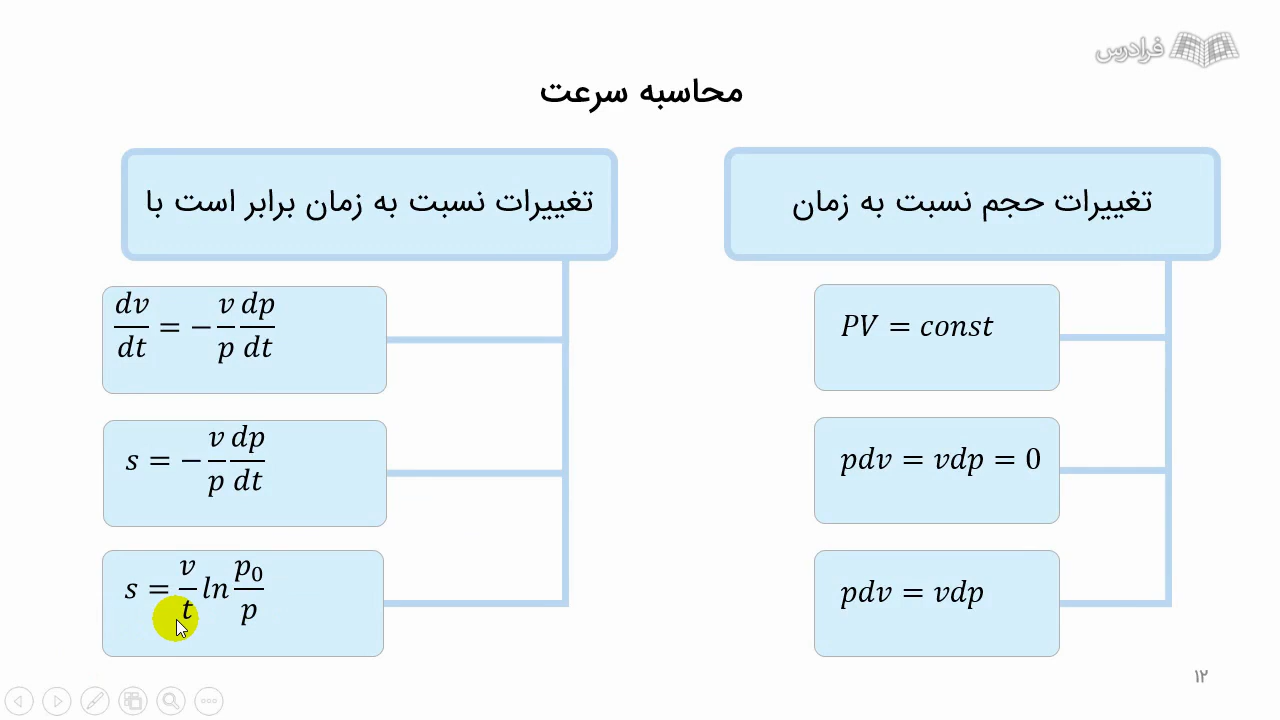 فرادرس
محاسبه سرعت
تغییرات حجم نسبت به زمان
PV = const
pdv = vdp = 0
pdv = vdp
تغییرات نسبت به زمان برابر است با
dv/dt = − v/p dp/dt
s = − v/p dp/dt
s = v/t ln p₀/p
۱۲